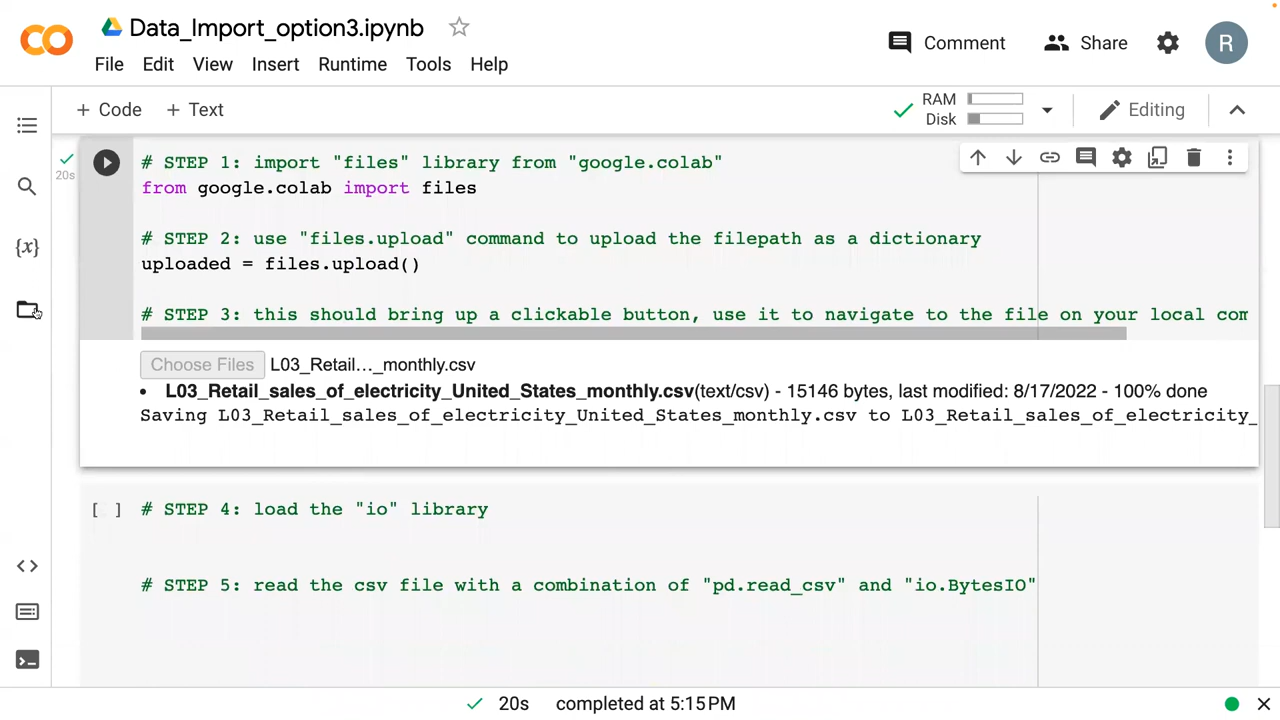 Data_Import_option3.ipynb
Comment
Share
R
File Edit View Insert Runtime Tools Help
+ Code + Text
RAM
Disk
Editing
20s
# STEP 1: import "files" library from "google.colab"
from google.colab import files
# STEP 2: use "files.upload" command to upload the filepath as a dictionary
uploaded = files.upload()
# STEP 3: this should bring up a clickable button, use it to navigate to the file on your local com
Choose Files L03_Retail…_monthly.csv
• L03_Retail_sales_of_electricity_United_States_monthly.csv(text/csv) - 15146 bytes, last modified: 8/17/2022 - 100% done
Saving L03_Retail_sales_of_electricity_United_States_monthly.csv to L03_Retail_sales_of_electricity_
[ ] # STEP 4: load the "io" library
# STEP 5: read the csv file with a combination of "pd.read_csv" and "io.BytesIO"
20s completed at 5:15 PM